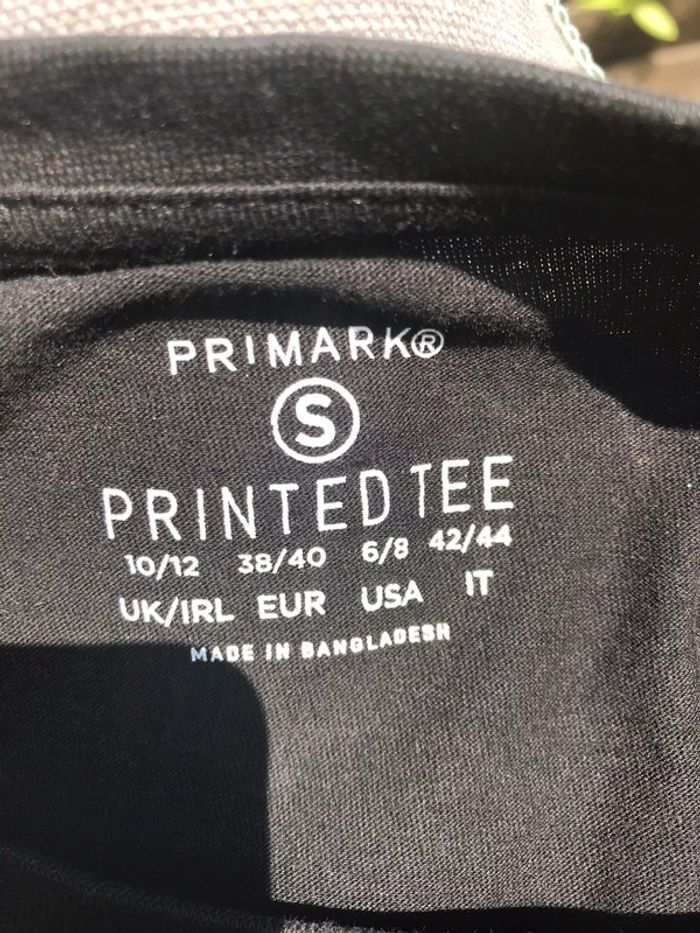 PRIMARK®
S
PRINTED TEE
10/12 38/40 6/8 42/44
UK/IRL EUR USA IT
MADE IN BANGLADESH